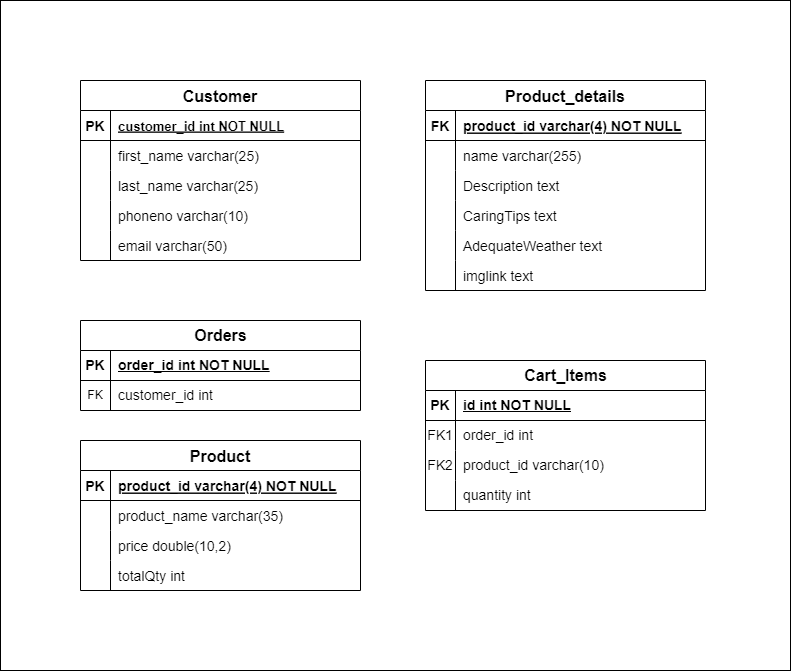 Customer
PK customer_id int NOT NULL
first_name varchar(25)
last_name varchar(25)
phoneno varchar(10)
email varchar(50)
Product_details
FK product_id varchar(4) NOT NULL
name varchar(255)
Description text
CaringTips text
AdequateWeather text
imglink text
Orders
PK order_id int NOT NULL
FK customer_id int
Cart_Items
PK id int NOT NULL
FK1 order_id int
FK2 product_id varchar(10)
quantity int
Product
PK product_id varchar(4) NOT NULL
product_name varchar(35)
price double(10,2)
totalQty int